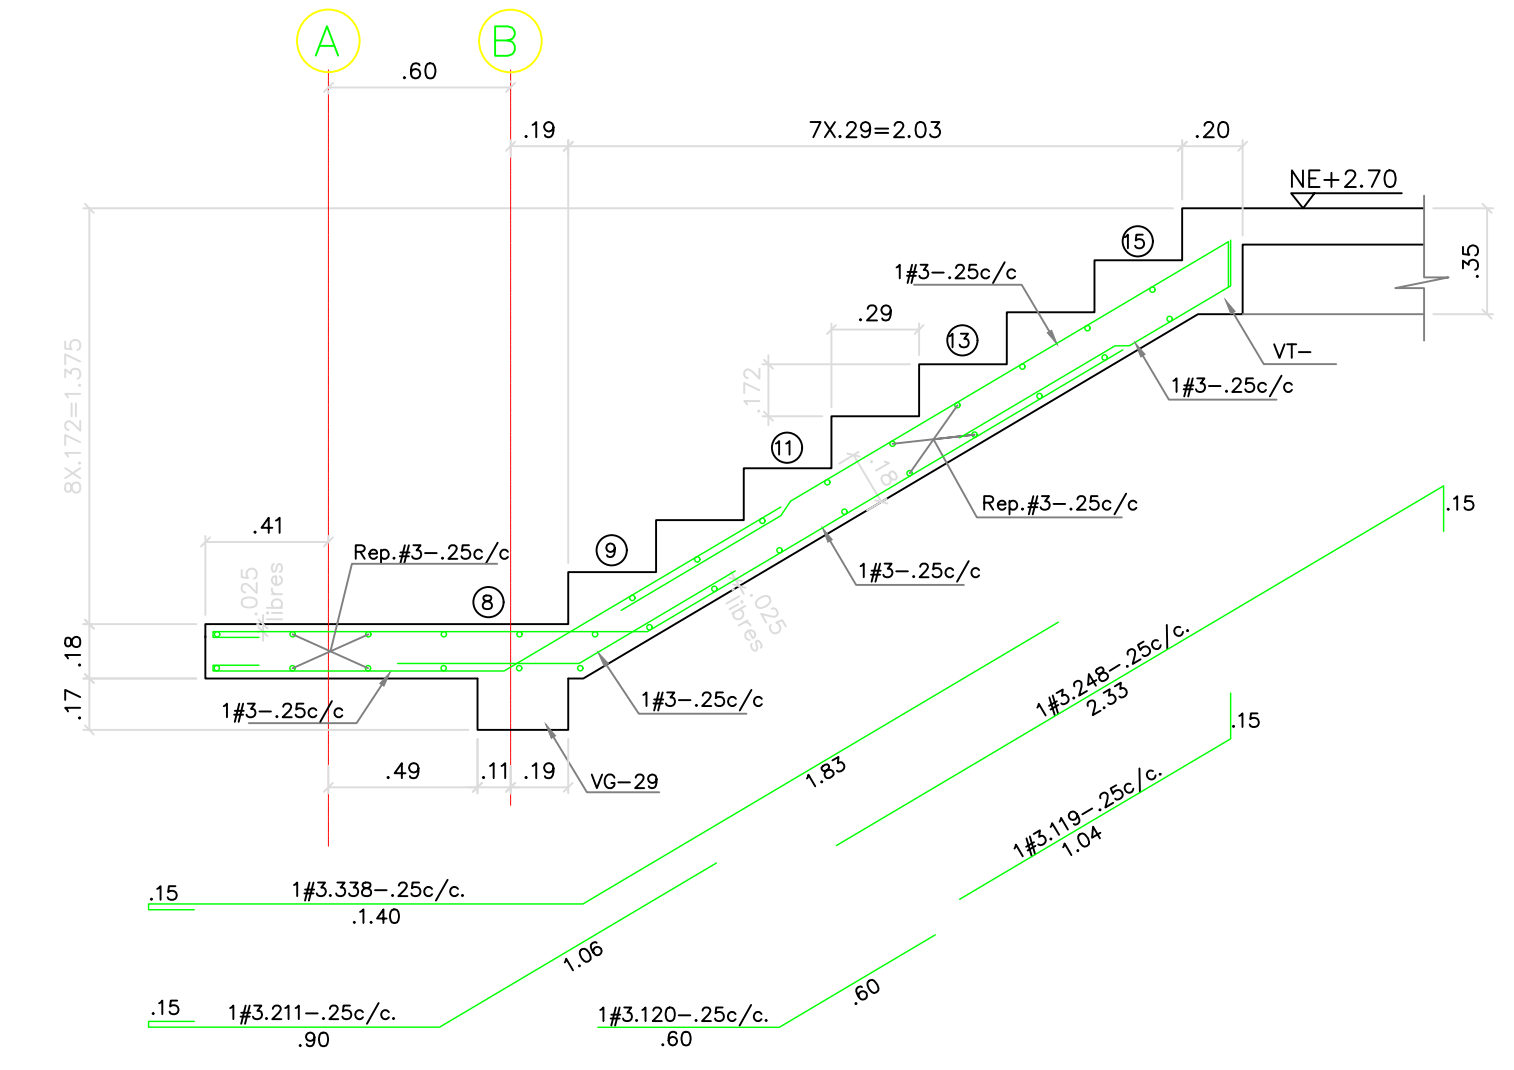 A
B
.60
.19
7X.29=2.03
.20
NE+2.70
15
1#3-.25c/c
.35
.29
13
VT-
8X.172=1.375
.172
1#3-.25c/c
11
.18
Rep.#3-.25c/c
.15
.41
Rep.#3-.25c/c
9
1#3-.25c/c
.025
libres
8
.025
libres
.18
.17
1#3-.25c/c
1#3-.25c/c
1#3.248-.25c/c.
2.33
.15
.49
.11
.19
VG-29
1.83
1#3.119-.25c/c.
1.04
.15
1#3.338-.25c/c.
.1.40
1.06
.15
1#3.211-.25c/c.
.90
1#3.120-.25c/c.
.60
.60